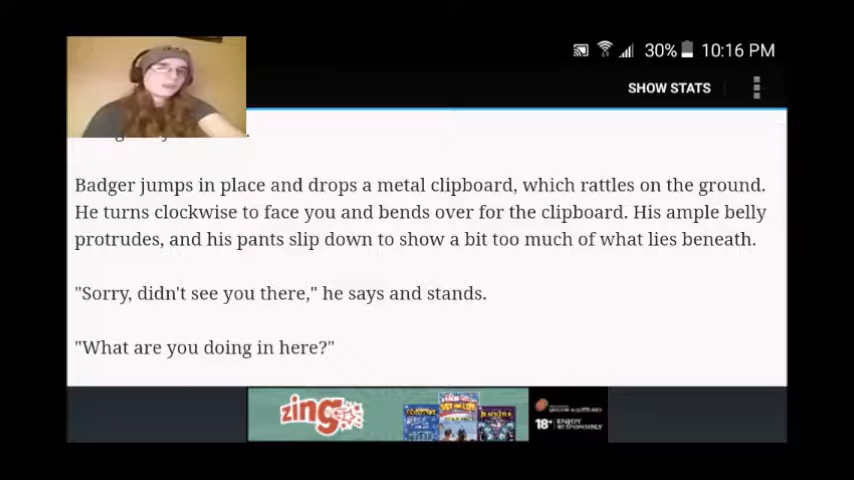 30% 10:16 PM
SHOW STATS
Badger jumps in place and drops a metal clipboard, which rattles on the ground.
He turns clockwise to face you and bends over for the clipboard. His ample belly
protrudes, and his pants slip down to show a bit too much of what lies beneath.
"Sorry, didn't see you there," he says and stands.
"What are you doing in here?"
zing
18+ ENJOY
RESPONSIBLY